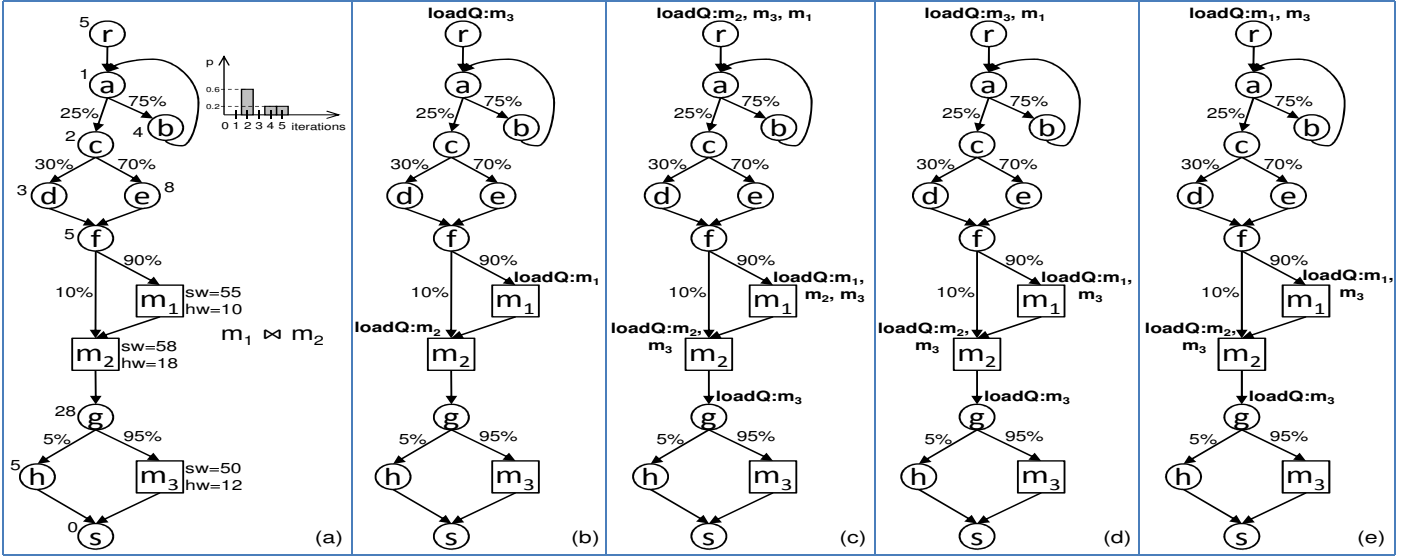 5 r
p
0.6
0.2
0 1 2 3 4 5 iterations
1 a
25% 75%
4 b
2 c
30% 70%
3 d e 8
5 f
90%
10%
m1 sw=55
hw=10
m1 ⋈ m2
m2 sw=58
hw=18
28 g
5% 95%
5 h
m3 sw=50
hw=12
0 s
(a)
loadQ:m3
r
a
25% 75%
b
c
30% 70%
d e
f
90%
loadQ:m1
10%
m1
loadQ:m2
m2
g
5% 95%
h m3
s
(b)
loadQ:m2, m3, m1
r
a
25% 75%
b
c
30% 70%
d e
f
90%
loadQ:m1,
m2, m3
10%
m1
loadQ:m2,
m3
m2
loadQ:m3
g
5% 95%
h m3
s
(c)
loadQ:m3, m1
r
a
25% 75%
b
c
30% 70%
d e
f
90%
loadQ:m1,
m3
10%
m1
loadQ:m2,
m3
m2
loadQ:m3
g
5% 95%
h m3
s
(d)
loadQ:m1, m3
r
a
25% 75%
b
c
30% 70%
d e
f
90%
loadQ:m1,
m3
10%
m1
loadQ:m2,
m3
m2
loadQ:m3
g
5% 95%
h m3
s
(e)